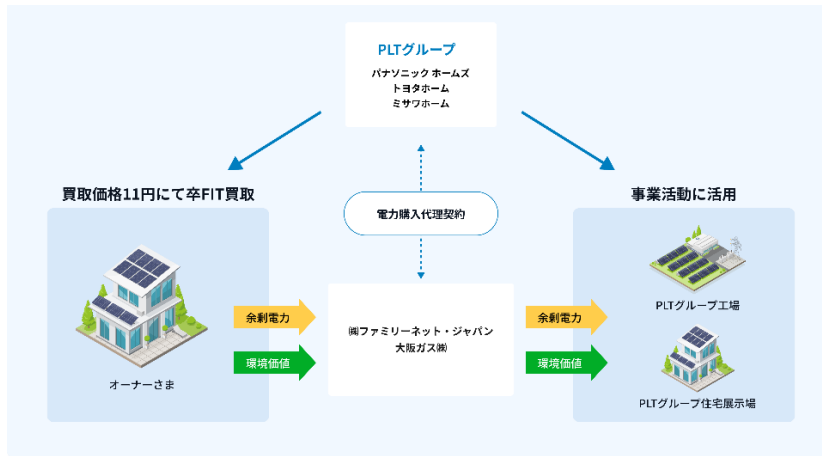 PLTグループ
パナソニック ホームズ
トヨタホーム
ミサワホーム
買取価格11円にて卒FIT買取
事業活動に活用
電力購入代理契約
オーナーさま
余剰電力
環境価値
㈱ファミリーネット・ジャパン
大阪ガス㈱
余剰電力
環境価値
PLTグループ工場
PLTグループ住宅展示場